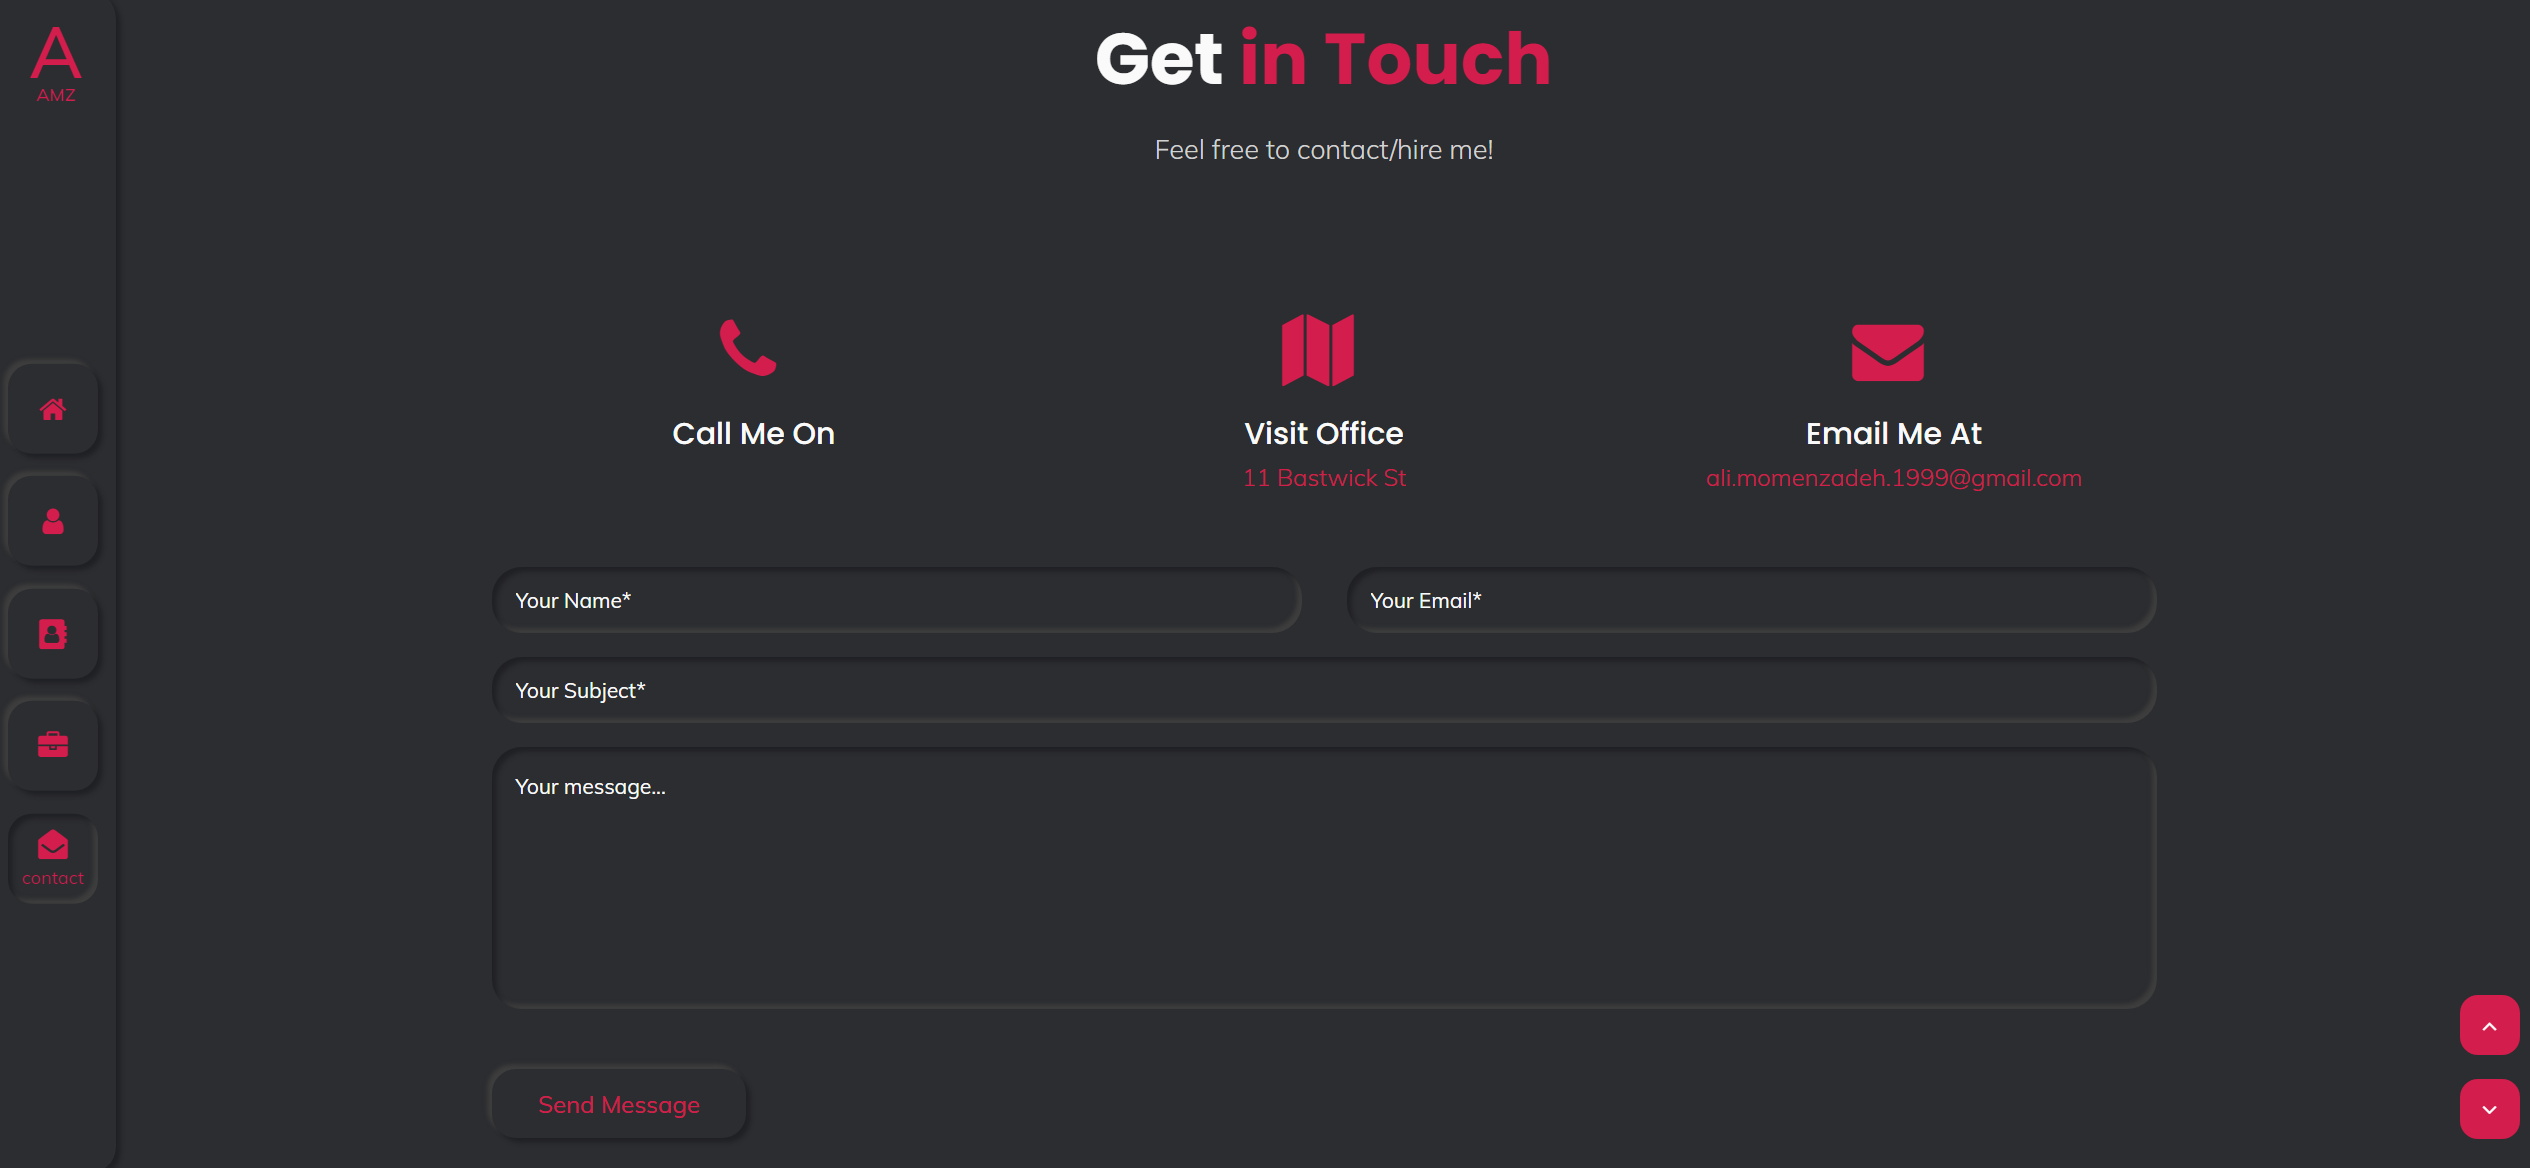 A
AMZ
Get in Touch
Feel free to contact/hire me!
Call Me On
Visit Office
11 Bastwick St
Email Me At
ali.momenzadeh.1999@gmail.com
Your Name*
Your Email*
Your Subject*
Your message...
contact
Send Message